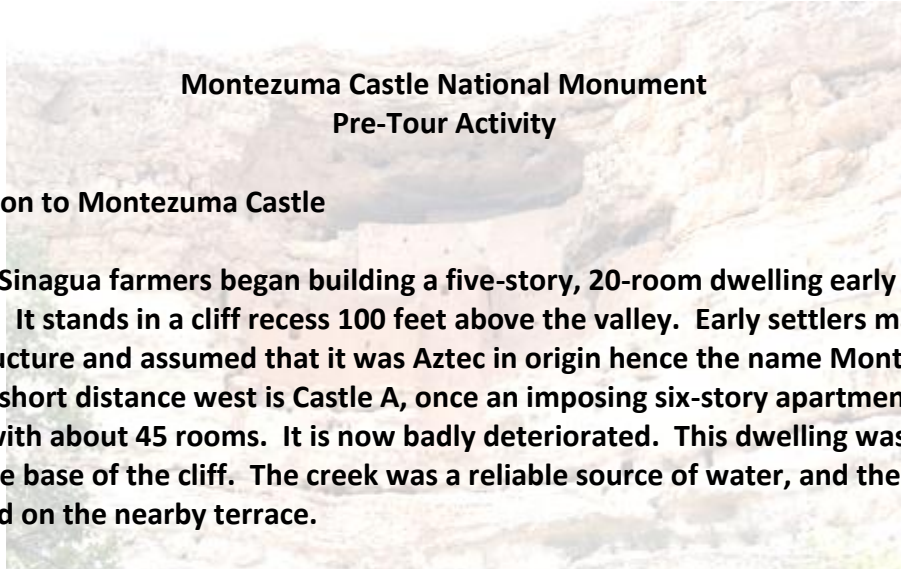 Montezuma Castle National Monument
Pre-Tour Activity
on to Montezuma Castle
Sinagua farmers began building a five-story, 20-room dwelling early
It stands in a cliff recess 100 feet above the valley. Early settlers m
ucture and assumed that it was Aztec in origin hence the name Mont
short distance west is Castle A, once an imposing six-story apartmen
with about 45 rooms. It is now badly deteriorated. This dwelling was
e base of the cliff. The creek was a reliable source of water, and the
d on the nearby terrace.